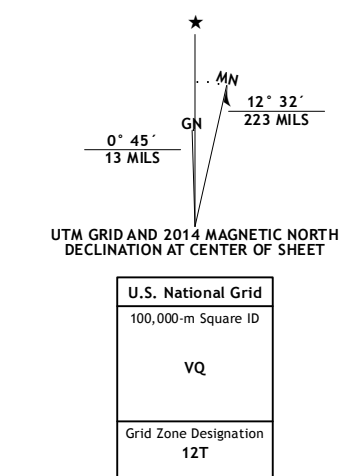 ★
MN
12° 32´
223 MILS
GN
0° 45´
13 MILS
UTM GRID AND 2014 MAGNETIC NORTH
DECLINATION AT CENTER OF SHEET
U.S. National Grid
100,000-m Square ID
VQ
Grid Zone Designation
12T